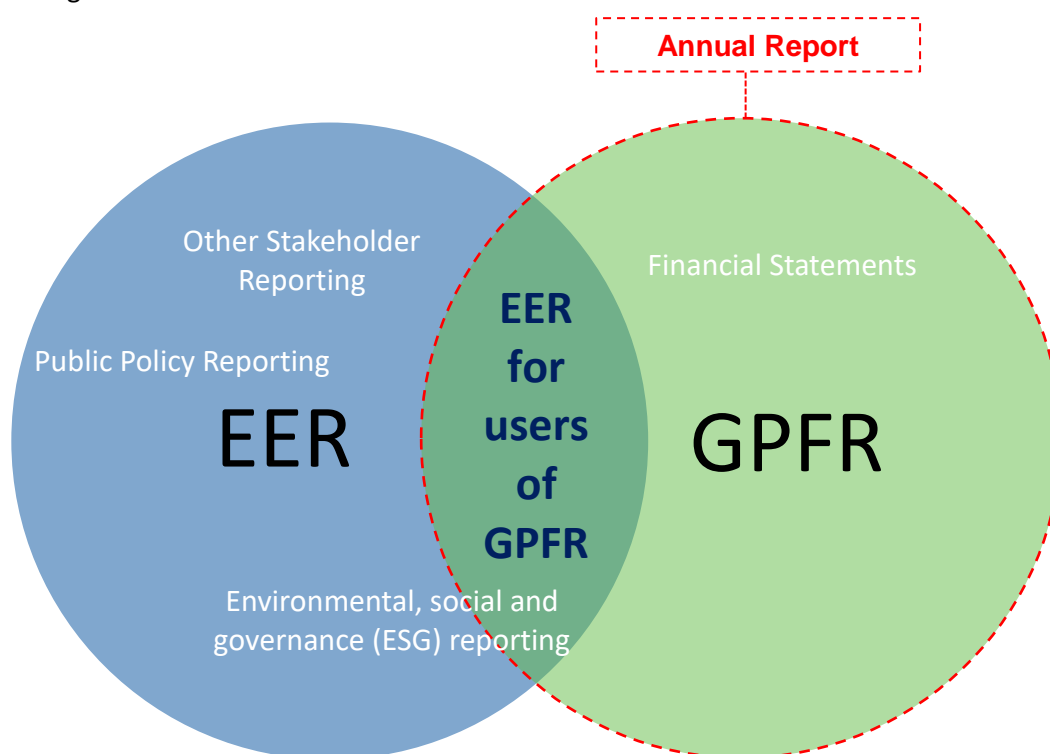 Annual Report
Other Stakeholder
Reporting
Financial Statements
Public Policy Reporting
EER
EER
for
users
of
GPFR
GPFR
Environmental, social and
governance (ESG) reporting